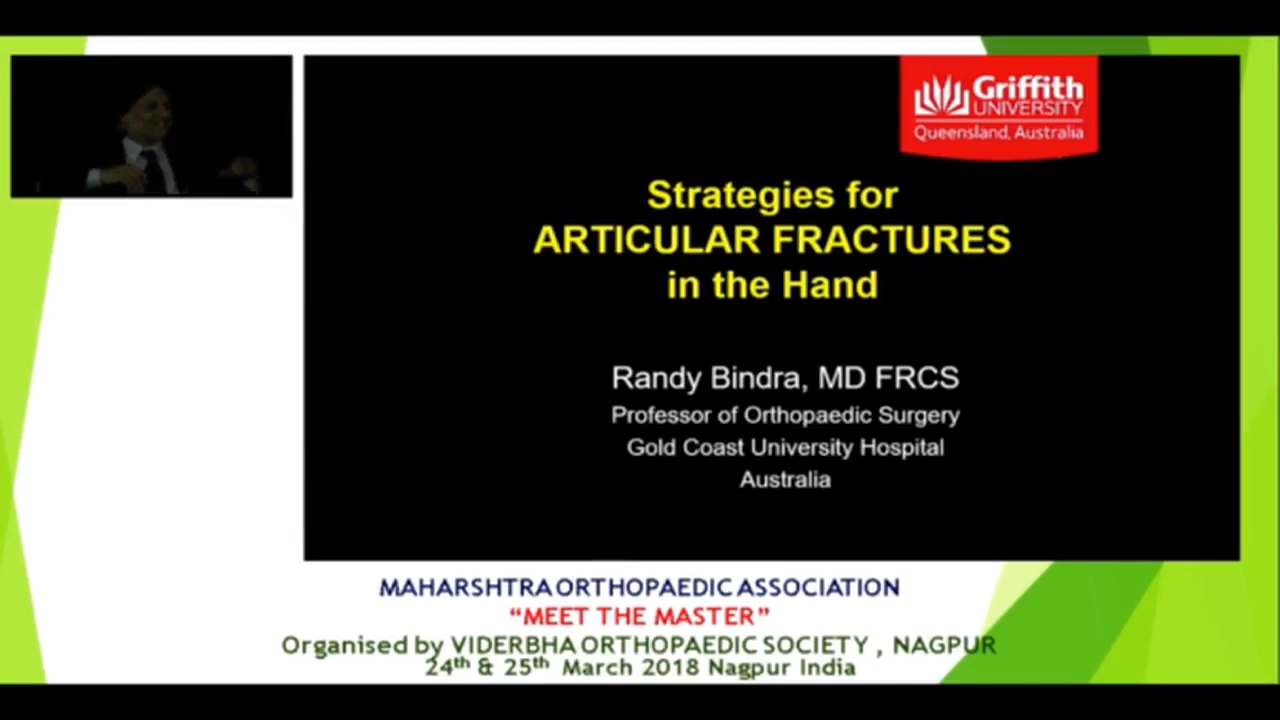 Griffith
UNIVERSITY
Queensland, Australia
Strategies for
ARTICULAR FRACTURES
in the Hand
Randy Bindra, MD FRCS
Professor of Orthopaedic Surgery
Gold Coast University Hospital
Australia
MAHARSHTRA ORTHOPAEDIC ASSOCIATION
“MEET THE MASTER”
Organised by VIDERBHA ORTHOPAEDIC SOCIETY , NAGPUR
24th & 25th March 2018 Nagpur India